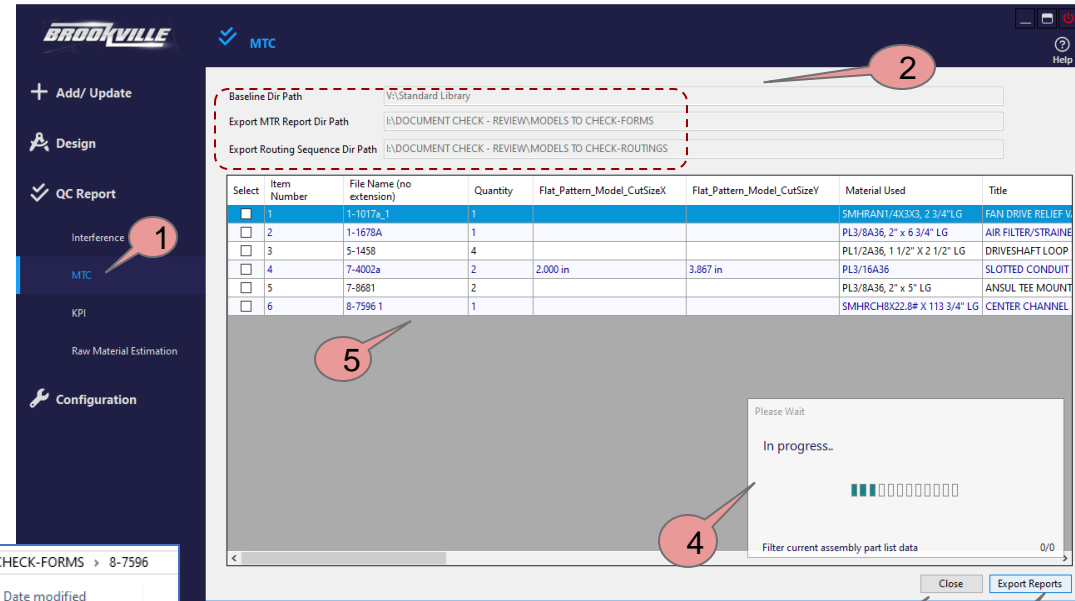 BROOKVILLE
MTC
Help
2
Add/ Update
Design
QC Report
Interference
1
MTC
KPI
Raw Material Estimation
Configuration
Baseline Dir Path V:\Standard Library
Export MTR Report Dir Path I:\DOCUMENT CHECK - REVIEW\MODELS TO CHECK-FORMS
Export Routing Sequence Dir Path I:\DOCUMENT CHECK - REVIEW\MODELS TO CHECK-ROUTINGS
Select Item Number File Name (no extension) Quantity Flat_Pattern_Model_CutSizeX Flat_Pattern_Model_CutSizeY Material Used Title
1 1-1017a_1 1 SMHRAN1/4X3X3, 2 3/4"LG FAN DRIVE RELIEF
2 1-1678A 1 PL3/8A36, 2" x 6 3/4" LG AIR FILTER/STRAINE
3 5-1458 4 PL1/2A36, 1 1/2" X 2 1/2" LG DRIVESHAFT LOOP
4 7-4002a 2 2.000 in 3.867 in PL3/16A36 SLOTTED CONDUIT
5 7-8681 2 PL3/8A36, 2" x 5" LG ANSUL TEE MOUNT
6 8-7596 1 1 SMHRCH8X22.8# X 113 3/4" LG CENTER CHANNEL
5
Please Wait
In progress..
4
Filter current assembly part list data 0/0
Close Export Reports
CHECK-FORMS > 8-7596
Date modified